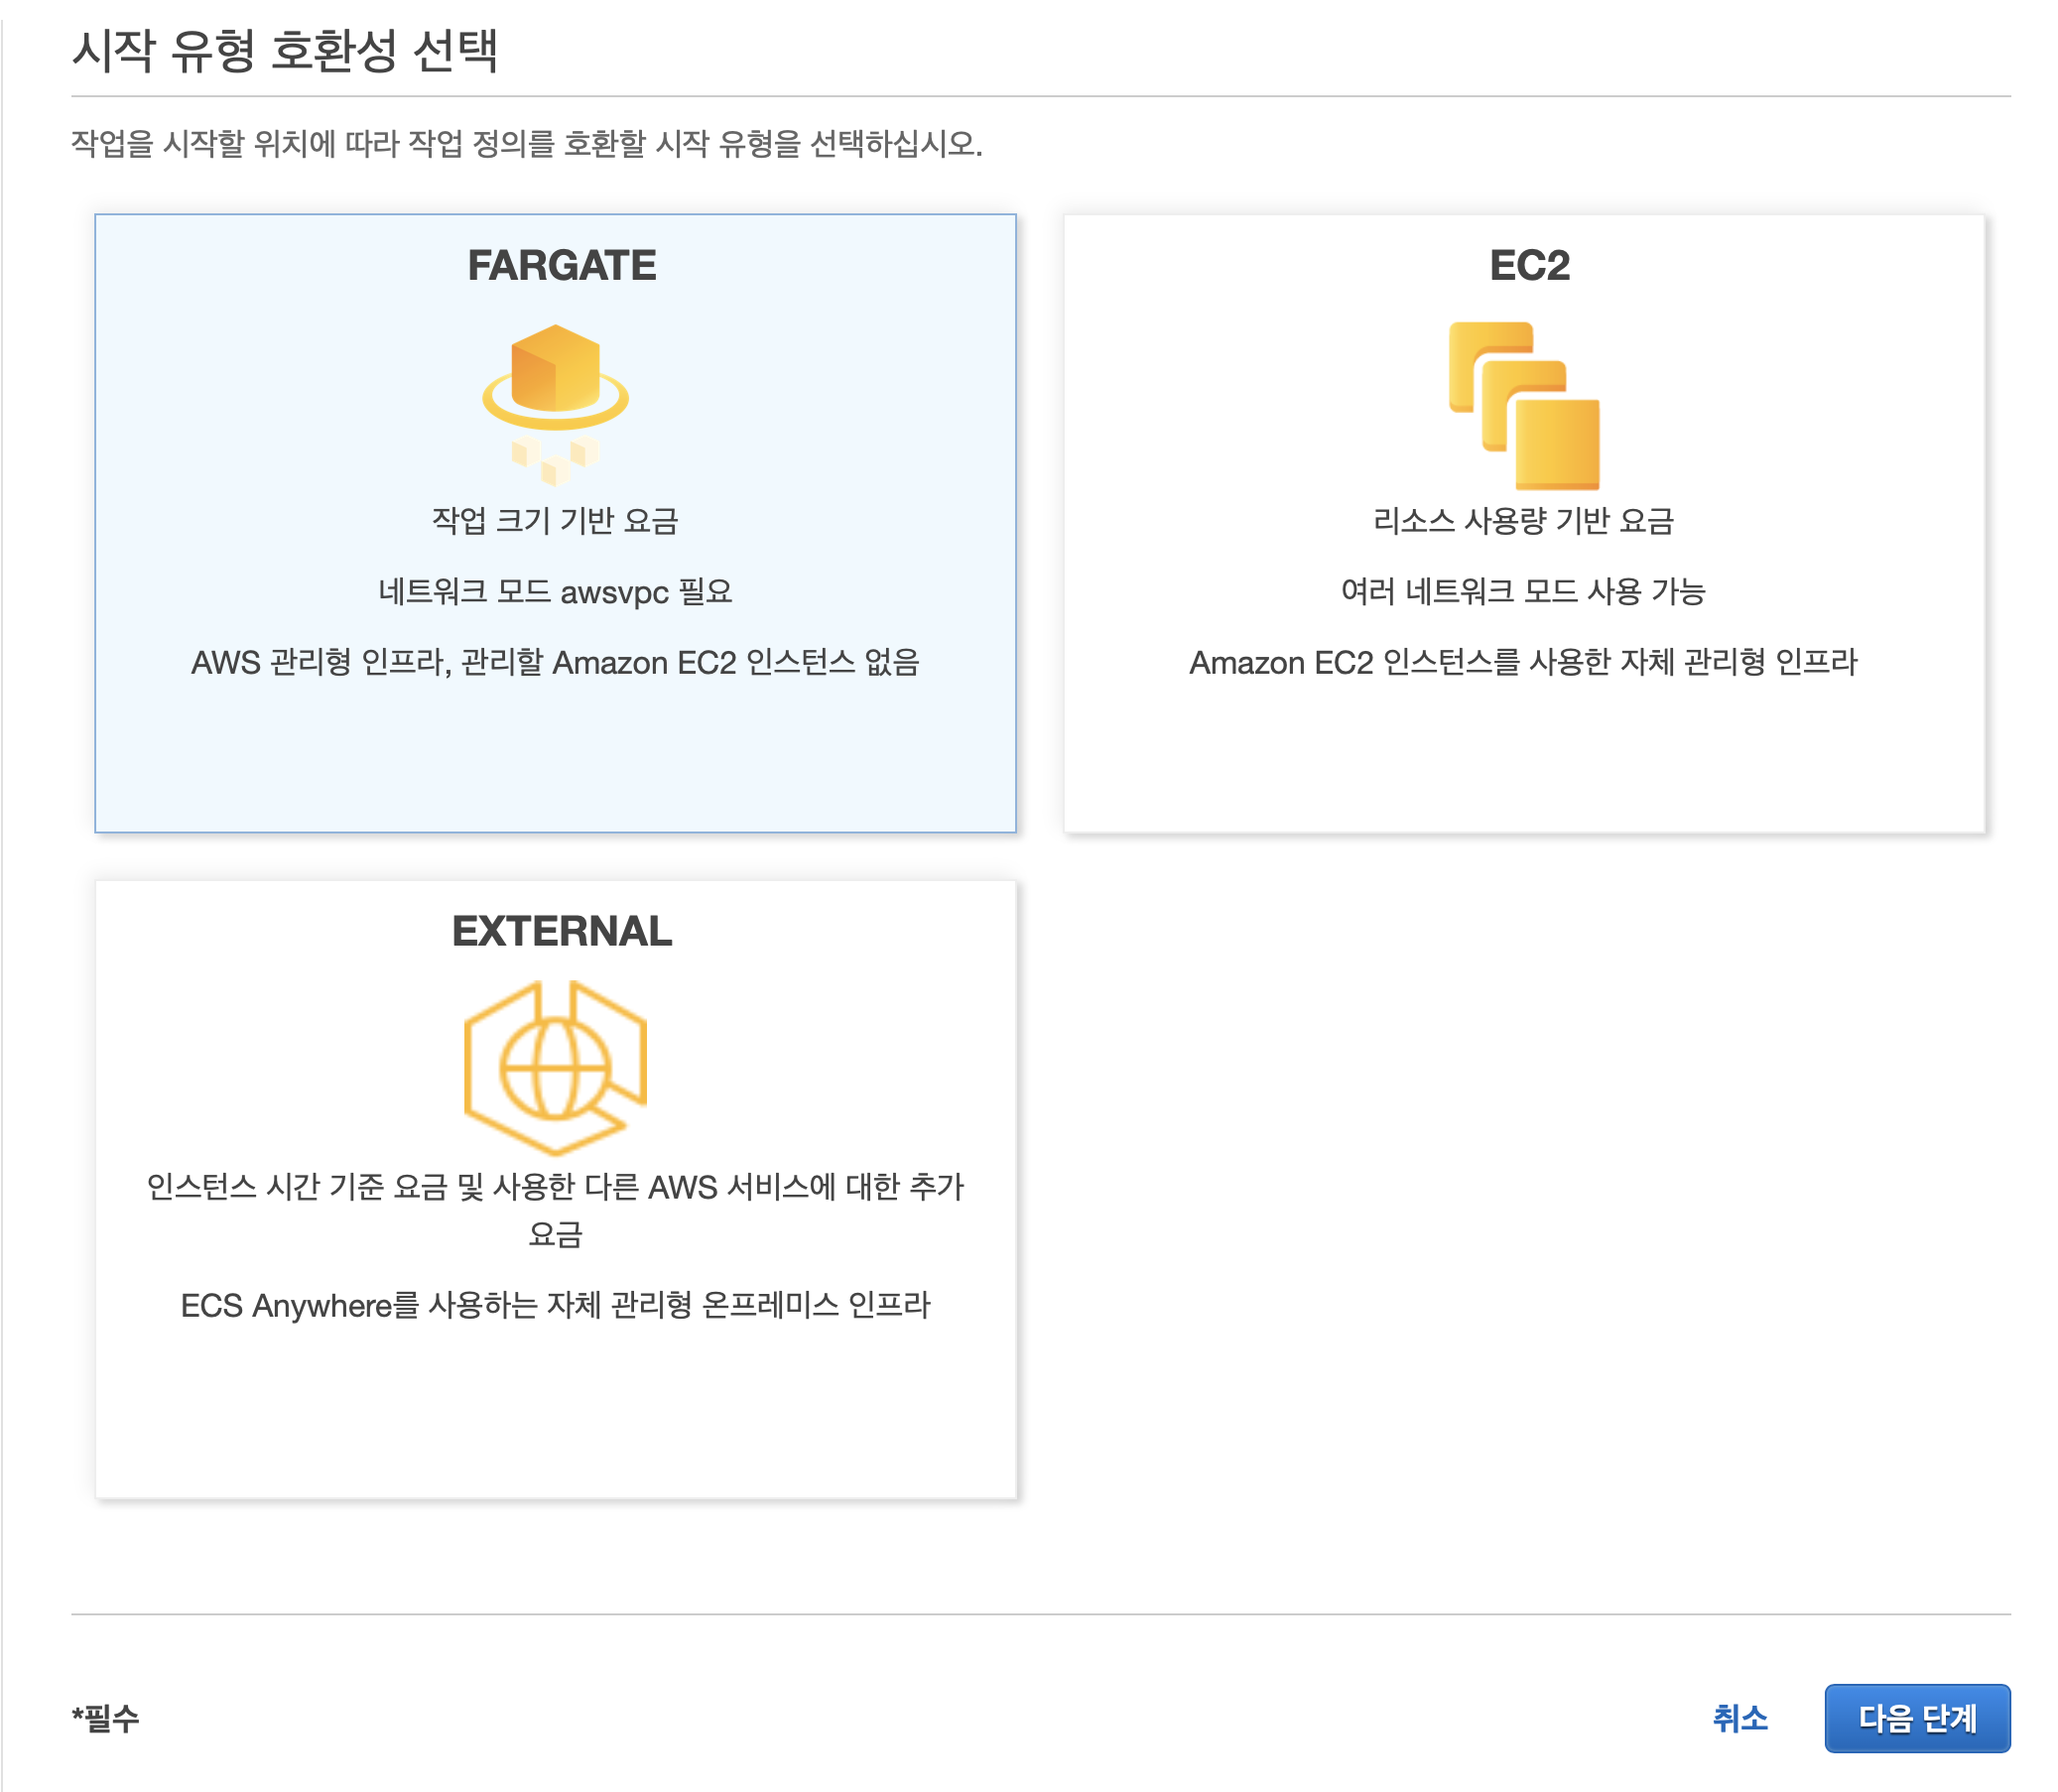 시작 유형 호환성 선택
작업을 시작할 위치에 따라 작업 정의를 호환할 시작 유형을 선택하십시오.
FARGATE
작업 크기 기반 요금
네트워크 모드 awsvpc 필요
AWS 관리형 인프라, 관리할 Amazon EC2 인스턴스 없음
EC2
리소스 사용량 기반 요금
여러 네트워크 모드 사용 가능
Amazon EC2 인스턴스를 사용한 자체 관리형 인프라
EXTERNAL
인스턴스 시간 기준 요금 및 사용한 다른 AWS 서비스에 대한 추가
요금
ECS Anywhere를 사용하는 자체 관리형 온프레미스 인프라
*필수
취소
다음 단계